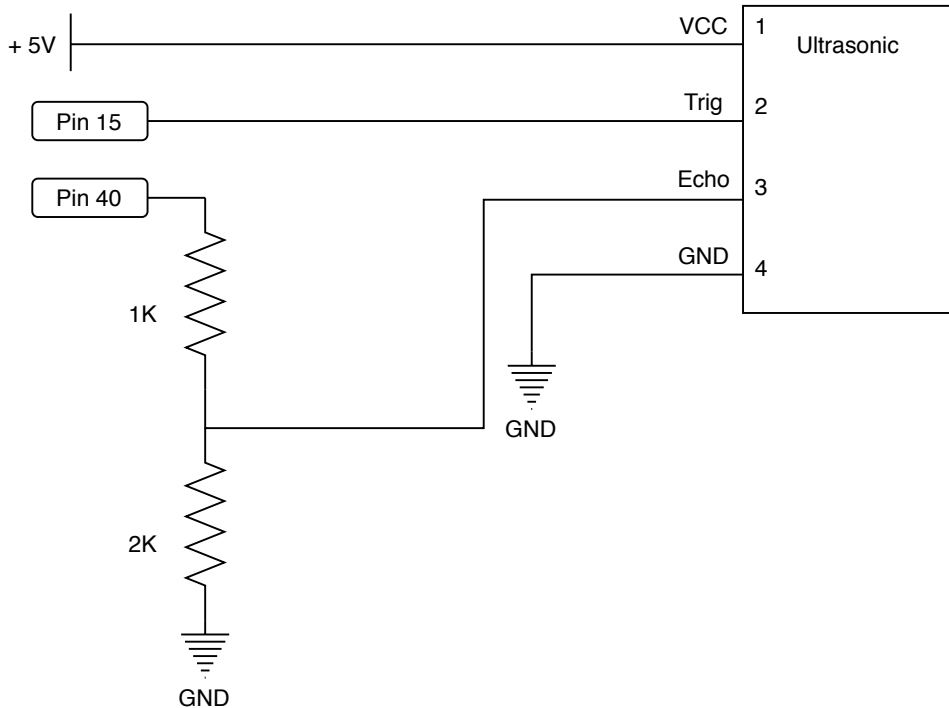 VCC
1
Ultrasonic
+ 5V
Pin 15
Trig
2
Pin 40
Echo
3
GND
4
1K
GND
2K
GND